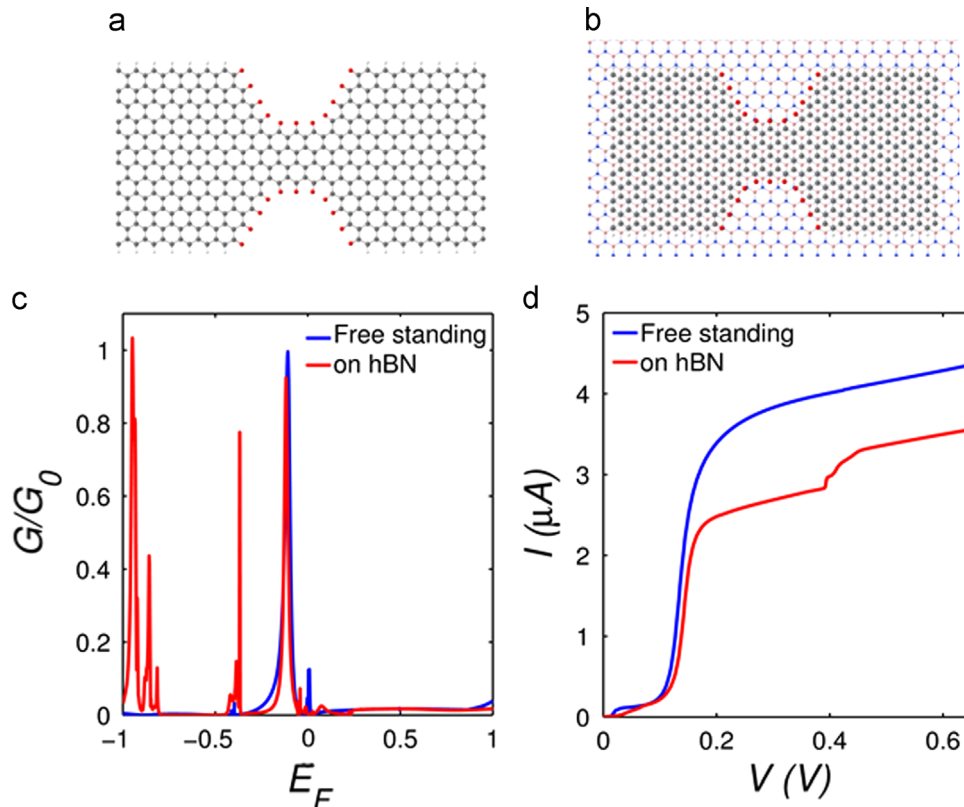 a
b
c
d
Free standing
on hBN
1
0.8
0.6
0.4
0.2
0
G/G0
−1
−0.5
0
0.5
1
EF
Free standing
on hBN
5
4
3
2
1
0
I (μA)
0
0.2
0.4
0.6
V (V)